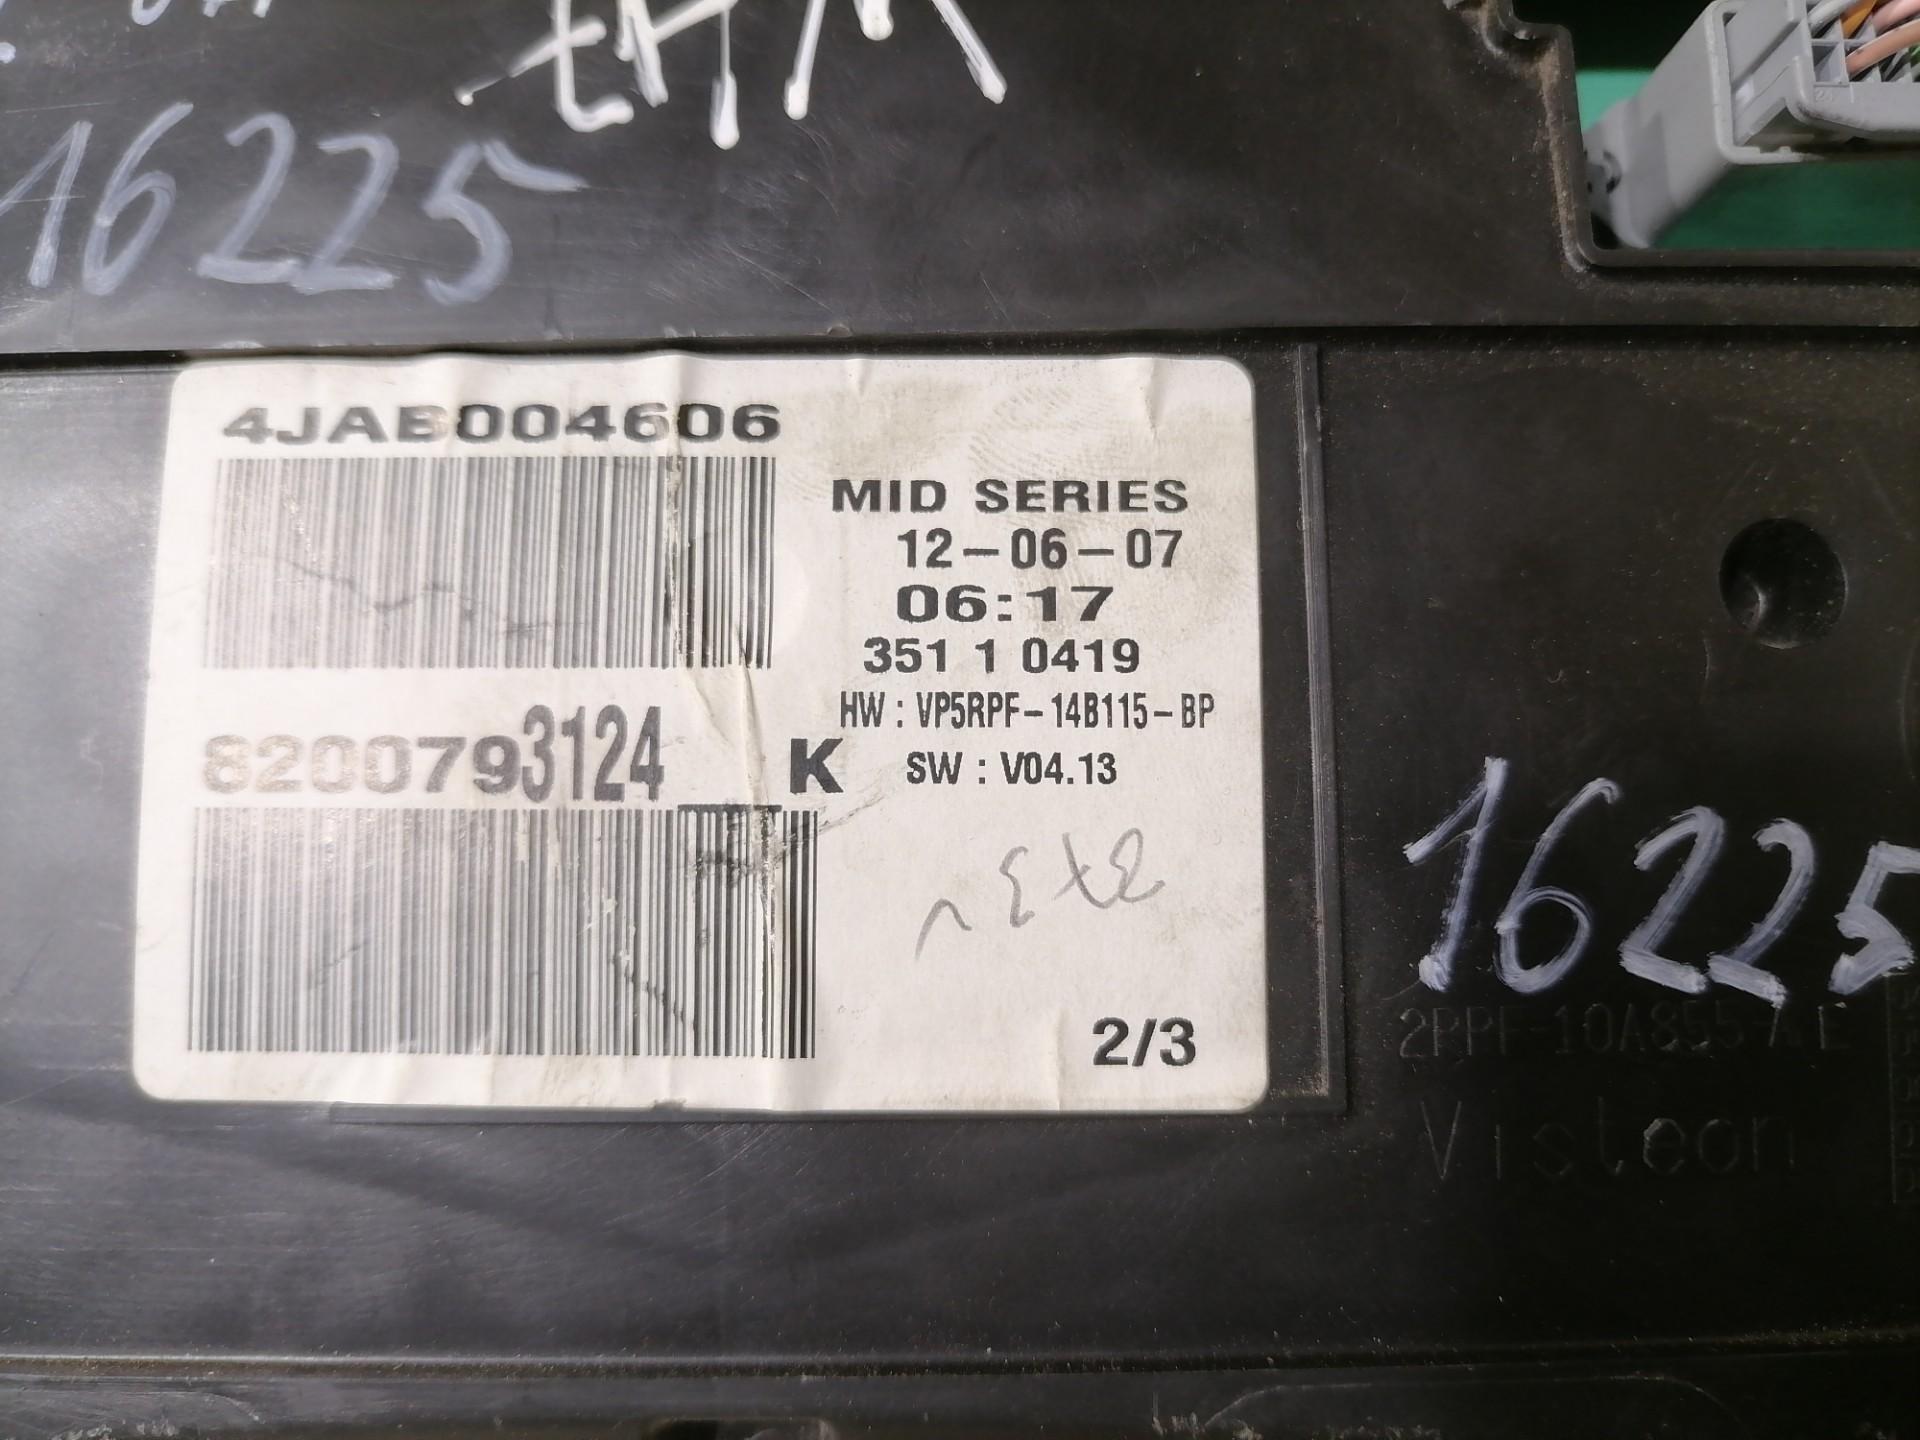 16225
4JAB004606
MID SERIES
12-06-07
06:17
351 1 0419
HW : VP5RPF-14B115-BP
8200793124 K
SW : V04.13
2/3
16225
Visteon